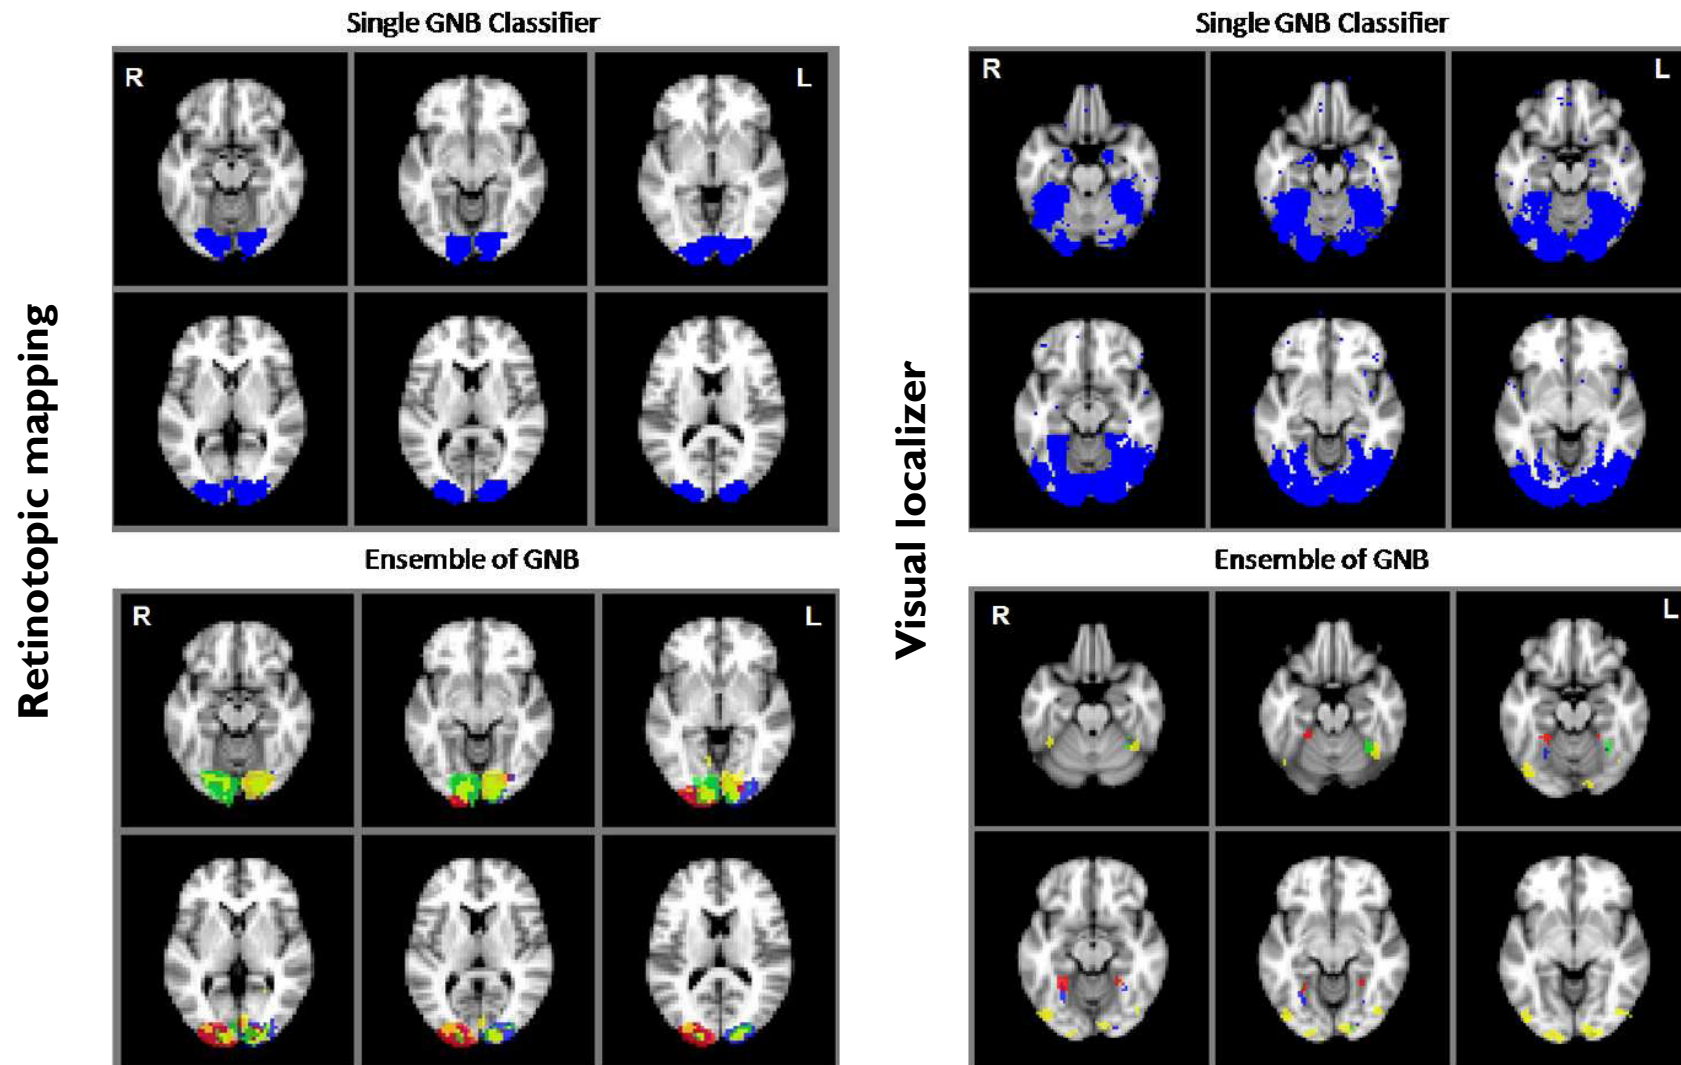 Single GNB Classifier
R
L
Ensemble of GNB
R
L
Retinotopic mapping
Single GNB Classifier
R
L
Ensemble of GNB
R
L
Visual localizer